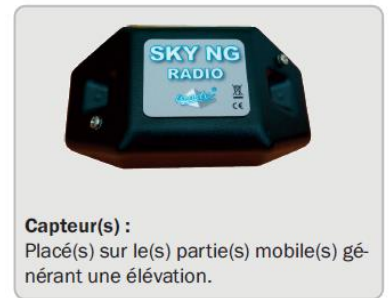 SKY NG
RADIO
CE
Capteur(s) :
Placé(s) sur le(s) partie(s) mobile(s) gé-
nérant une élévation.